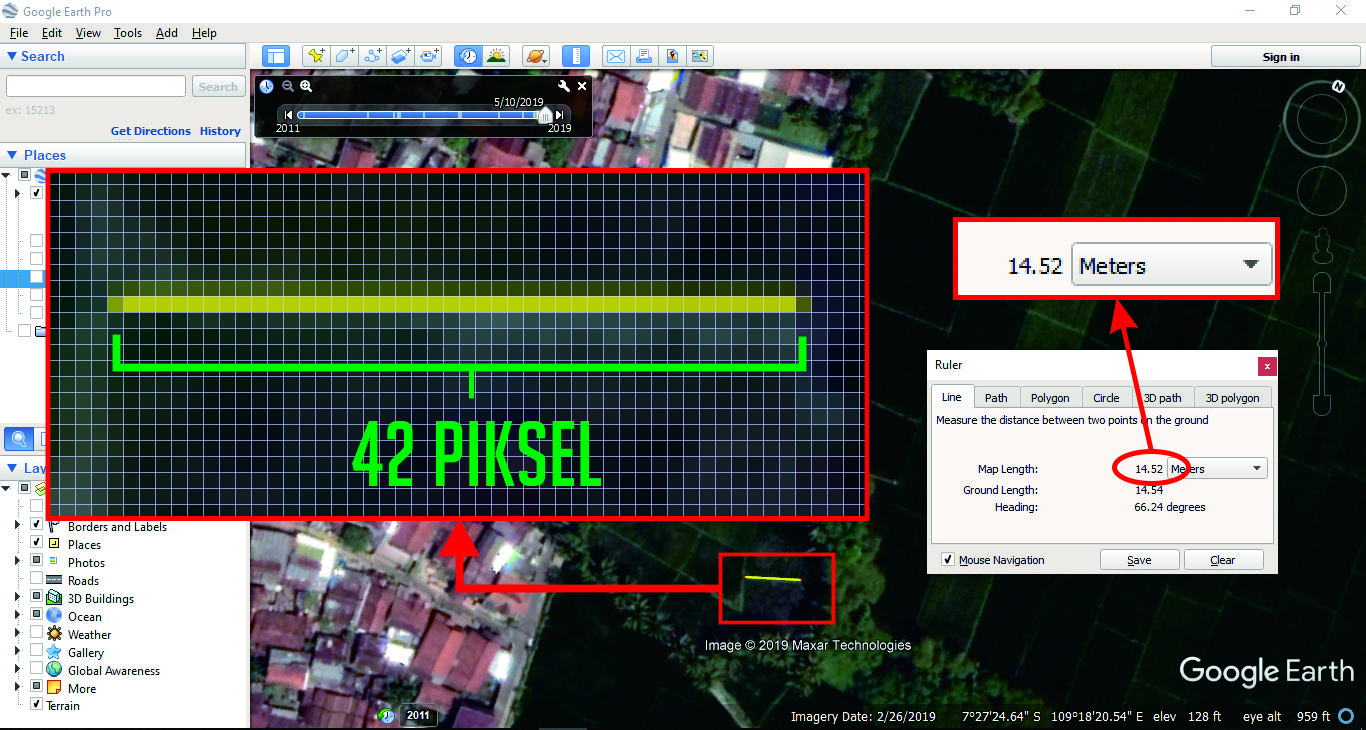 Google Earth Pro
File Edit View Tools Add Help
Search
Sign in
Search
ex: 15213
Get Directions History
5/10/2019
2011
2019
N
Places
42 PIKSEL
14.52 Meters
Ruler
x
Line Path Polygon Circle 3D path 3D polygon
Measure the distance between two points on the ground
Map Length: 14.52 Meters
Ground Length: 14.54
Heading: 66.24 degrees
Mouse Navigation Save Clear
Lay
Borders and Labels
Places
Photos
Roads
3D Buildings
Ocean
Weather
Gallery
Global Awareness
More
Terrain
Image © 2019 Maxar Technologies
Google Earth
2011
Imagery Date: 2/26/2019 7°27'24.64" S 109°18'20.54" E elev 128 ft eye alt 959 ft